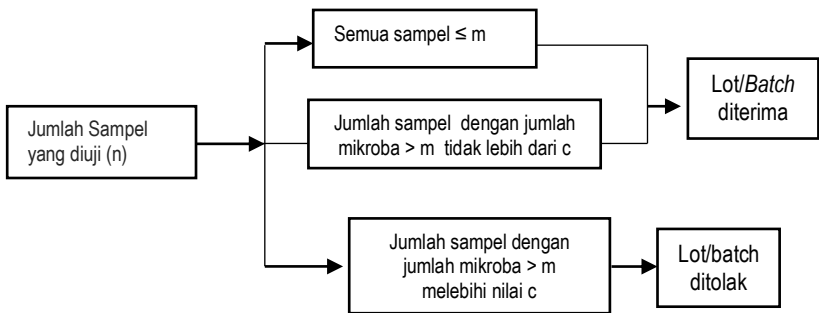 Semua sampel ≤ m
Lot/Batch
diterima
Jumlah Sampel
yang diuji (n)
Jumlah sampel dengan jumlah
mikroba > m tidak lebih dari c
Jumlah sampel dengan
jumlah mikroba > m
melebihi nilai c
Lot/batch
ditolak